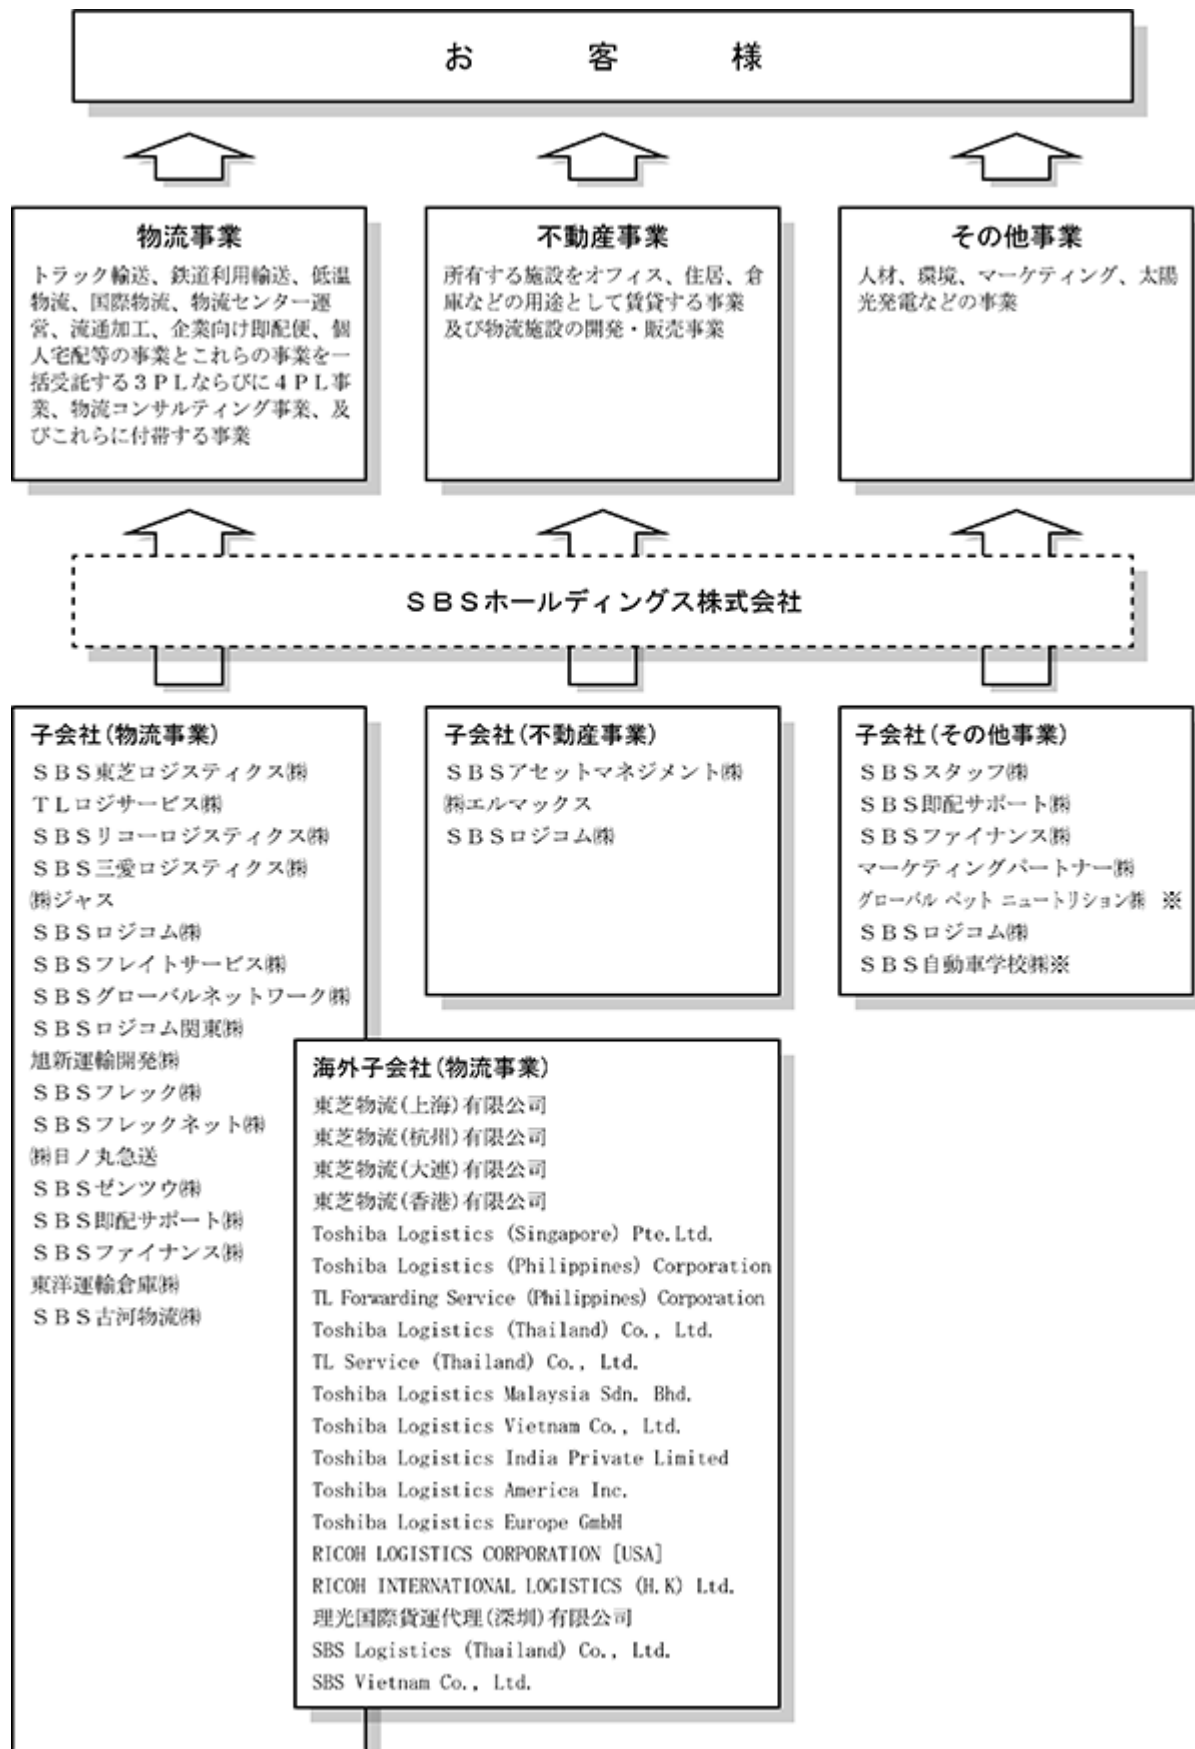 お客様
物流事業
トラック輸送、鉄道利用輸送、低温
物流、国際物流、物流センター運
営、流通加工、企業向け即配便、個
人宅配等の事業とこれらの事業を一
括受託する３ＰＬならびに４ＰＬ事
業、物流コンサルティング事業、及
びこれらに付帯する事業
不動産事業
所有する施設をオフィス、住居、倉
庫などの用途として賃貸する事業
及び物流施設の開発・販売事業
その他事業
人材、環境、マーケティング、太陽
光発電などの事業
ＳＢＳホールディングス株式会社
子会社(物流事業)
ＳＢＳ東芝ロジスティクス㈱
ＴＬロジサービス㈱
ＳＢＳリコーロジスティクス㈱
ＳＢＳ三愛ロジスティクス㈱
㈱ジャス
ＳＢＳロジコム㈱
ＳＢＳフレイトサービス㈱
ＳＢＳグローバルネットワーク㈱
ＳＢＳロジコム関東㈱
旭新運輸開発㈱
ＳＢＳフレック㈱
ＳＢＳフレックネット㈱
㈱日ノ丸急送
ＳＢＳゼンツウ㈱
ＳＢＳ即配サポート㈱
ＳＢＳファイナンス㈱
東洋運輸倉庫㈱
ＳＢＳ古河物流㈱
子会社(不動産事業)
ＳＢＳアセットマネジメント㈱
㈱エルマックス
ＳＢＳロジコム㈱
子会社(その他事業)
ＳＢＳスタッフ㈱
ＳＢＳ即配サポート㈱
ＳＢＳファイナンス㈱
マーケティングパートナー㈱
グローバル ペット ニュートリション㈱ ※
ＳＢＳロジコム㈱
ＳＢＳ自動車学校㈱※
海外子会社(物流事業)
東芝物流(上海)有限公司
東芝物流(杭州)有限公司
東芝物流(大連)有限公司
東芝物流(香港)有限公司
Toshiba Logistics (Singapore) Pte.Ltd.
Toshiba Logistics (Philippines) Corporation
TL Forwarding Service (Philippines) Corporation
Toshiba Logistics (Thailand) Co., Ltd.
TL Service (Thailand) Co., Ltd.
Toshiba Logistics Malaysia Sdn. Bhd.
Toshiba Logistics Vietnam Co., Ltd.
Toshiba Logistics India Private Limited
Toshiba Logistics America Inc.
Toshiba Logistics Europe GmbH
RICOH LOGISTICS CORPORATION [USA]
RICOH INTERNATIONAL LOGISTICS (H.K) Ltd.
理光国際貨運代理(深圳)有限公司
SBS Logistics (Thailand) Co., Ltd.
SBS Vietnam Co., Ltd.